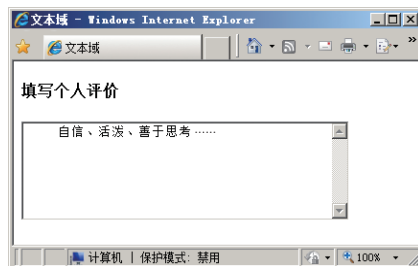 文本域 - Windows Internet Explorer
文本域
»
填写个人评价
自信、活泼、善于思考……
计算机 | 保护模式: 禁用
100%